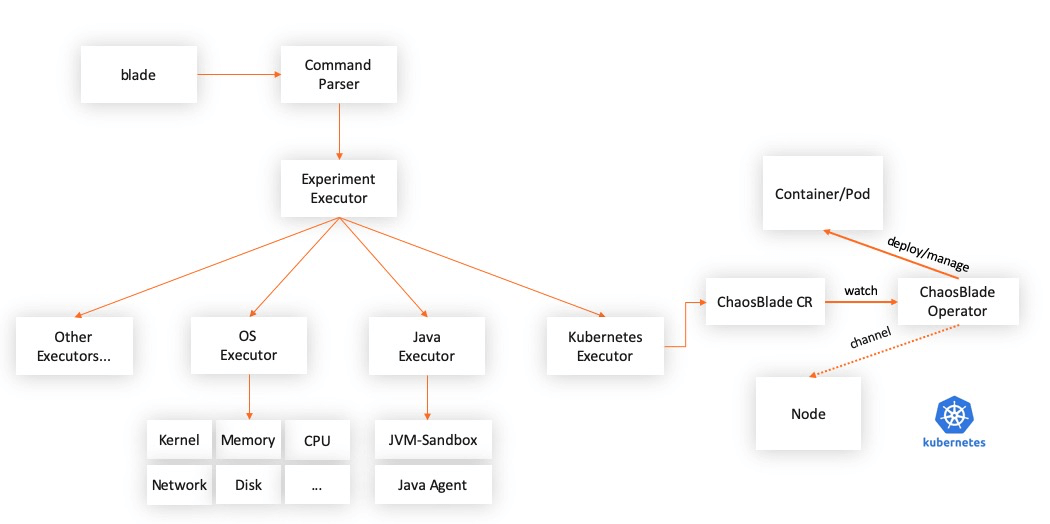 blade
Command
Parser
Experiment
Executor
Container/Pod
deploy/manage
ChaosBlade CR
watch
ChaosBlade
Operator
channel
Other
Executors...
OS
Executor
Java
Executor
Kubernetes
Executor
Node
kubernetes
Kernel
Memory
CPU
JVM-Sandbox
Network
Disk
...
Java Agent